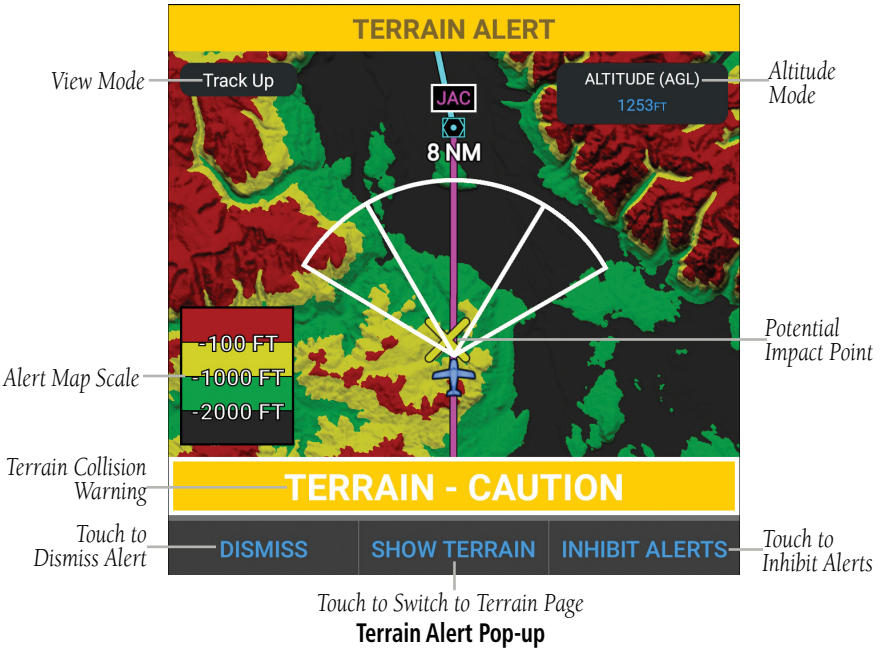 TERRAIN ALERT
View Mode
Track Up
ALTITUDE (AGL)
1253FT
Altitude
Mode
JAC
8 NM
Potential
Impact Point
Alert Map Scale
-100 FT
-1000 FT
-2000 FT
Terrain Collision
Warning
TERRAIN - CAUTION
Touch to
Dismiss Alert
DISMISS
SHOW TERRAIN
INHIBIT ALERTS
Touch to
Inhibit Alerts
Touch to Switch to Terrain Page
Terrain Alert Pop-up